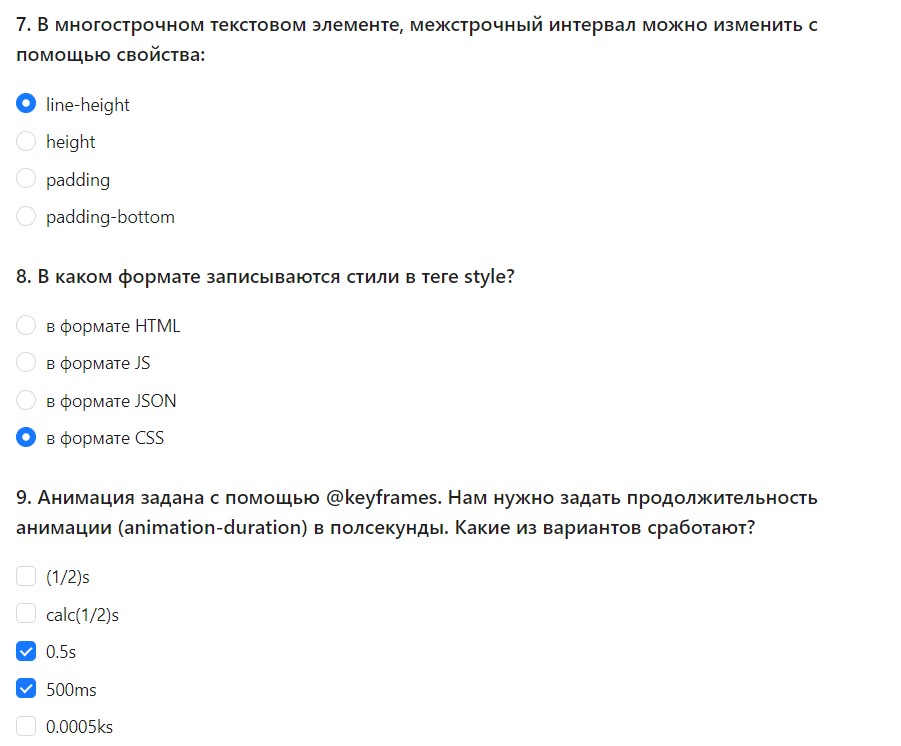 7. В многострочном текстовом элементе, межстрочный интервал можно изменить с
помощью свойства:
line-height
height
padding
padding-bottom
8. В каком формате записываются стили в теге style?
в формате HTML
в формате JS
в формате JSON
в формате CSS
9. Анимация задана с помощью @keyframes. Нам нужно задать продолжительность
анимации (animation-duration) в полсекунды. Какие из вариантов сработают?
(1/2)s
calc(1/2)s
0.5s
500ms
0.0005ks